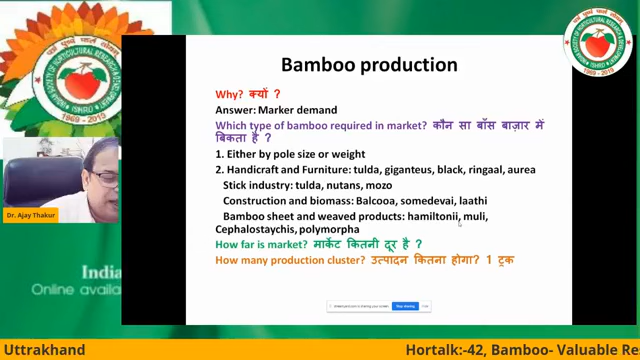 Bamboo production
Why? क्यों ?
Answer: Marker demand
Which type of bamboo required in market? कौन सा बाँस बाज़ार में
बिकता है ?
1. Either by pole size or weight
2. Handicraft and Furniture: tulda, giganteus, black, ringaal, aurea
Stick industry: tulda, nutans, mozo
Construction and biomass: Balcooa, somedevai, laathi
Bamboo sheet and weaved products: hamiltonii, muli,
Cephalostaychis, polymorpha
How far is market? मार्केट कितनी दूर है ?
How many production cluster? उत्पादन कितना होगा? 1 ट्रक
Dr. Ajay Thakur
India
Online availa
Stop sharing
Hide
1969 - 2019
ISHRD
Uttrakhand
Hortalk:-42, Bamboo- Valuable Re